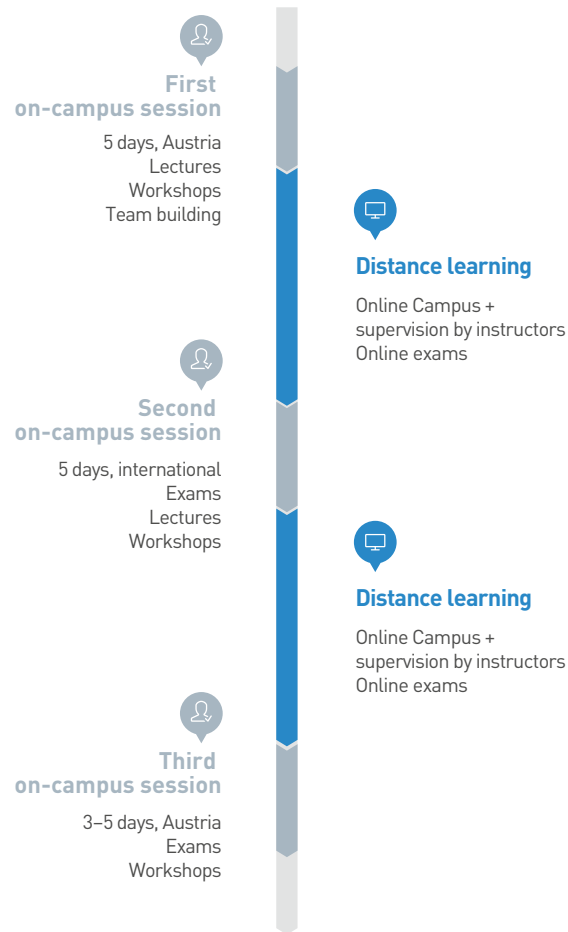 First
on-campus session
5 days, Austria
Lectures
Workshops
Team building
Distance learning
Online Campus +
supervision by instructors
Online exams
Second
on-campus session
5 days, international
Exams
Lectures
Workshops
Distance learning
Online Campus +
supervision by instructors
Online exams
Third
on-campus session
3–5 days, Austria
Exams
Workshops